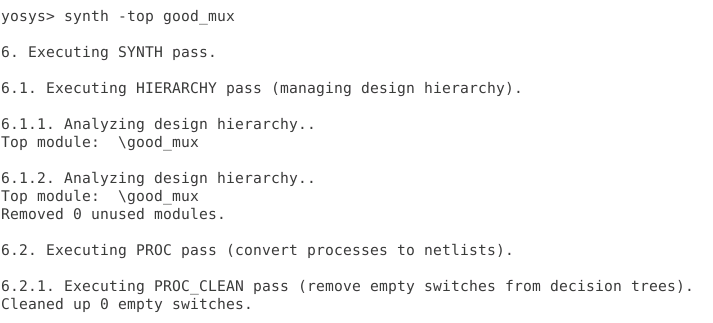 yosys> synth -top good_mux
6. Executing SYNTH pass.
6.1. Executing HIERARCHY pass (managing design hierarchy).
6.1.1. Analyzing design hierarchy..
Top module:  \good_mux
6.1.2. Analyzing design hierarchy..
Top module:  \good_mux
Removed 0 unused modules.
6.2. Executing PROC pass (convert processes to netlists).
6.2.1. Executing PROC_CLEAN pass (remove empty switches from decision trees).
Cleaned up 0 empty switches.